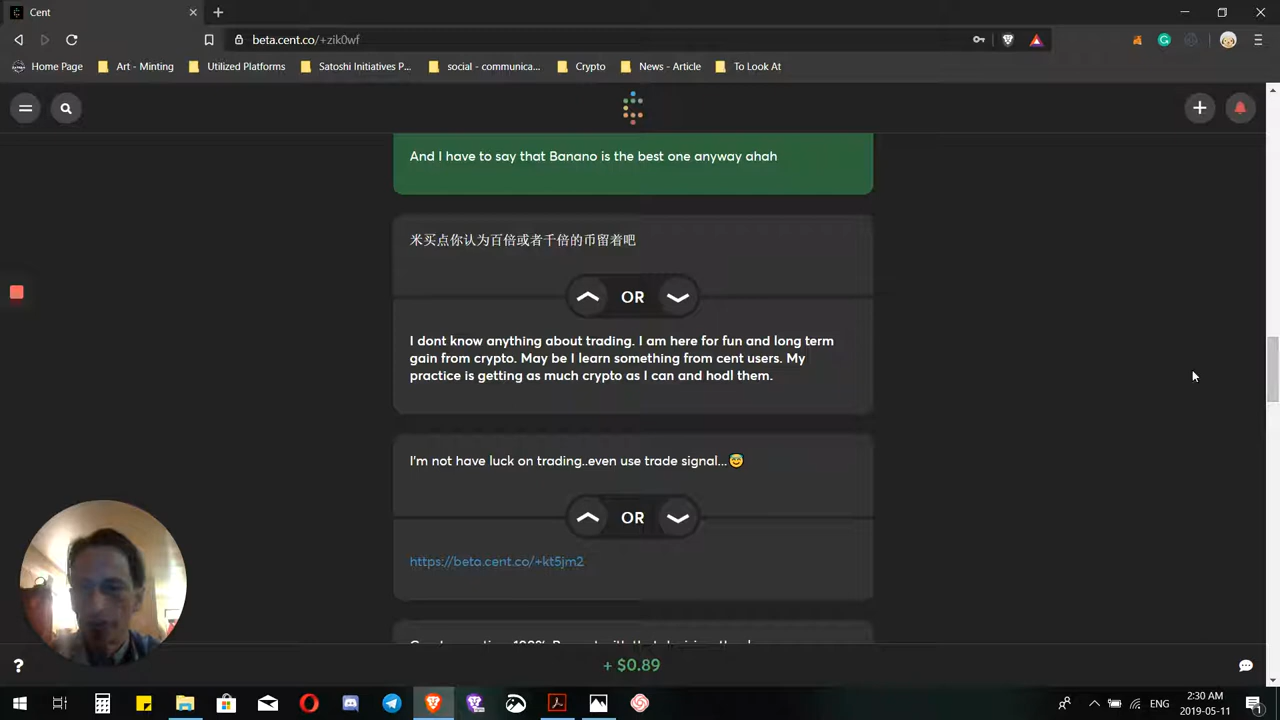 Cent
beta.cent.co/+zik0wf
Home Page
Art - Minting
Utilized Platforms
Satoshi Initiatives P...
social - communica...
Crypto
News - Article
To Look At
And I have to say that Banano is the best one anyway ahah
米买点你认为百倍或者千倍的币留着吧
OR
I dont know anything about trading. I am here for fun and long term
gain from crypto. May be I learn something from cent users. My
practice is getting as much crypto as I can and hodl them.
I'm not have luck on trading..even use trade signal...😇
OR
https://beta.cent.co/+kt5jm2
+ $0.89
?
ENG
2:30 AM
2019-05-11